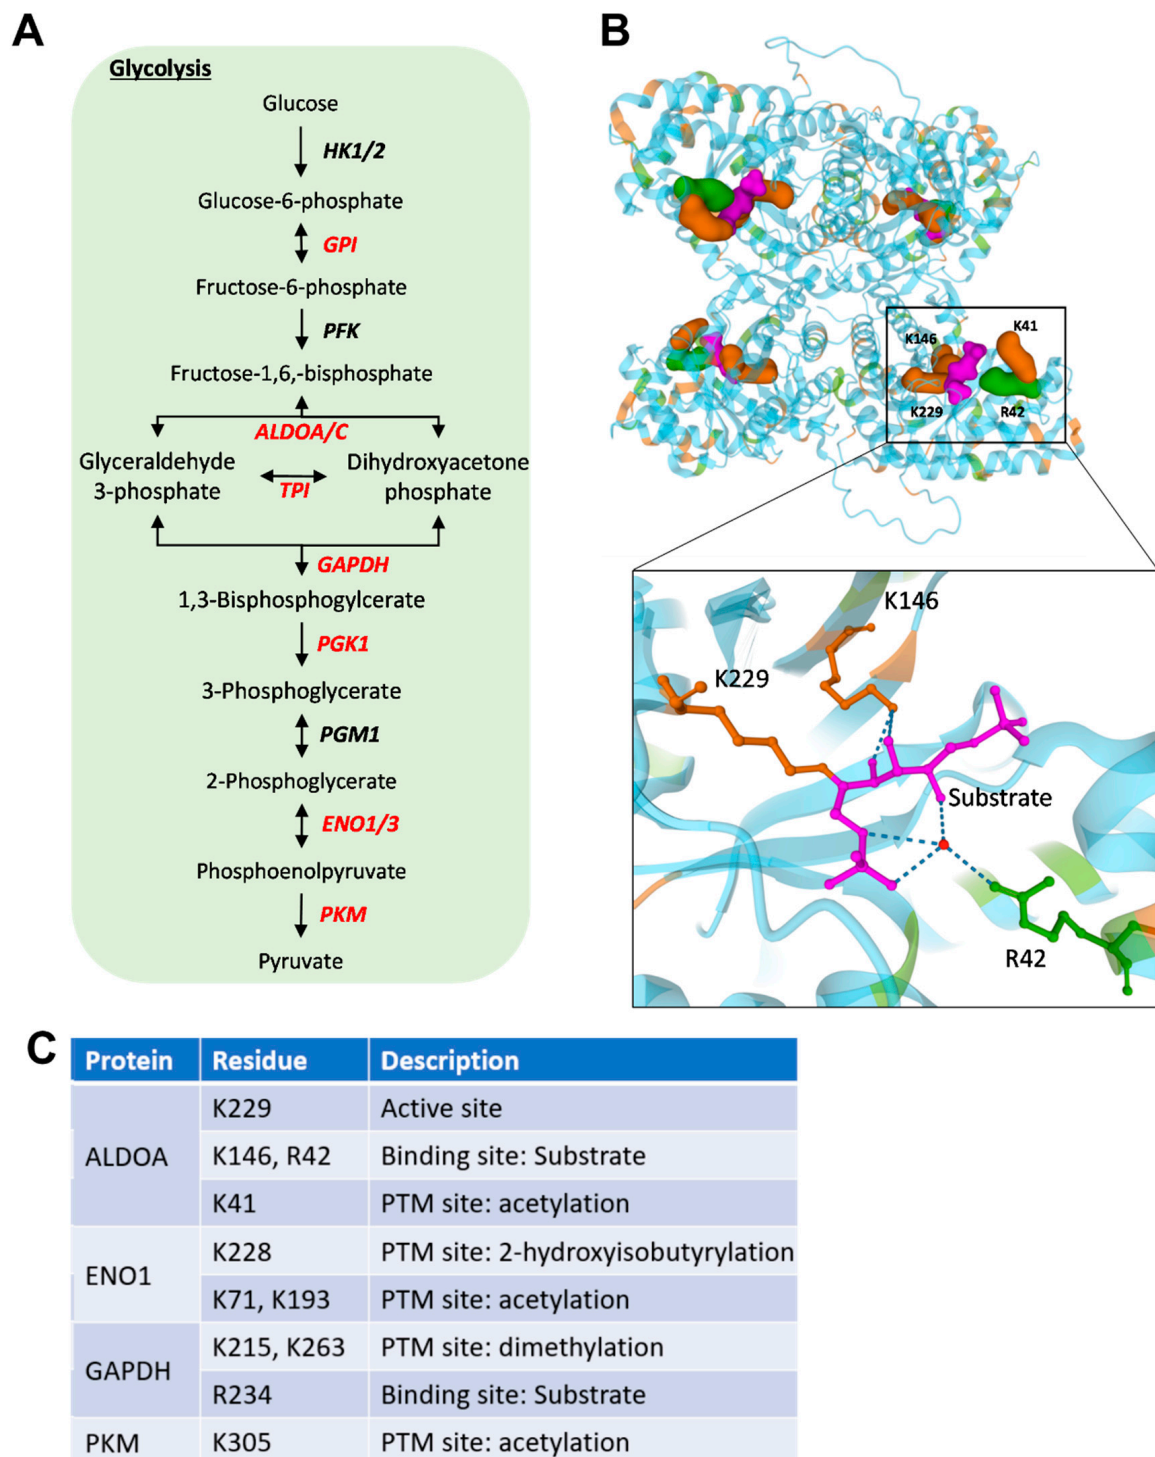 A
Glycolysis
Glucose
HK1/2
Glucose-6-phosphate
GPI
Fructose-6-phosphate
PFK
Fructose-1,6,-bisphosphate
ALDOA/C
Glyceraldehyde
3-phosphate
TPI
Dihydroxyacetone
phosphate
GAPDH
1,3-Bisphosphogylcerate
PGK1
3-Phosphoglycerate
PGM1
2-Phosphoglycerate
ENO1/3
Phosphoenolpyruvate
PKM
Pyruvate
B
K146
K41
K229
R42
K146
K229
Substrate
R42
C
Protein Residue Description
ALDOA
K229 Active site
K146, R42 Binding site: Substrate
K41 PTM site: acetylation
ENO1
K228 PTM site: 2-hydroxyisobutyrylation
K71, K193 PTM site: acetylation
GAPDH
K215, K263 PTM site: dimethylation
R234 Binding site: Substrate
PKM K305 PTM site: acetylation